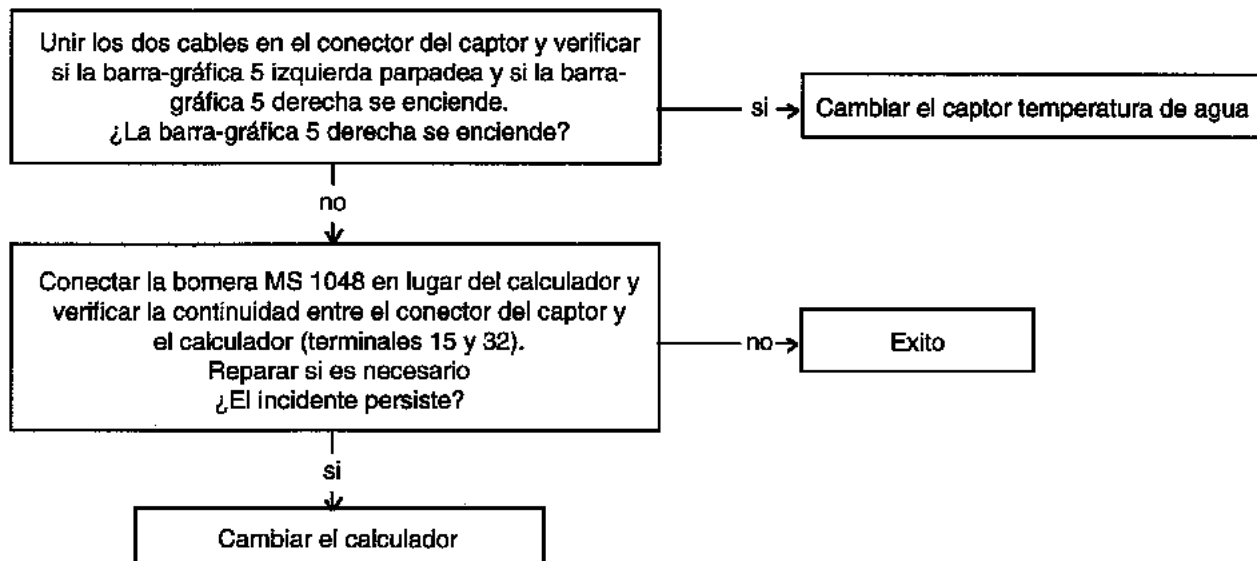 Unir los dos cables en el conector del captor y verificar
si la barra-gráfica 5 izquierda parpadea y si la barra-
gráfica 5 derecha se enciende.
¿La barra-gráfica 5 derecha se enciende?
si
Cambiar el captor temperatura de agua
no
Conectar la bornera MS 1048 en lugar del calculador y
verificar la continuidad entre el conector del captor y
el calculador (terminales 15 y 32).
Reparar si es necesario
¿El incidente persiste?
no
Exito
si
Cambiar el calculador